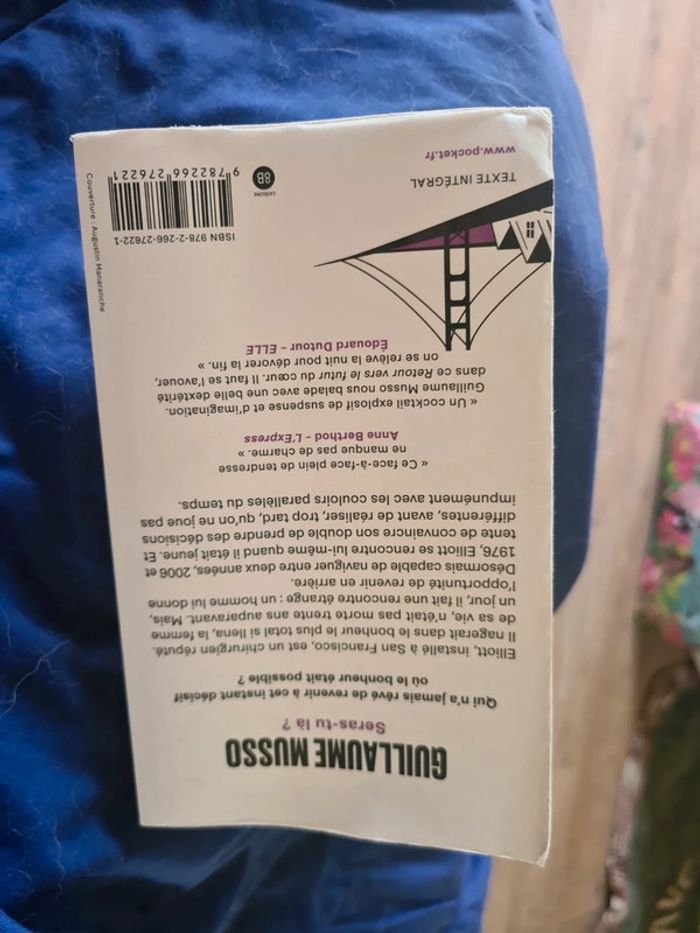 GUILLAUME MUSSO
Seras-tu là ?
Qui n'a jamais rêvé de revenir à cet instant décisif
où le bonheur était possible ?
Elliott, installé à San Francisco, est un chirurgien réputé.
Il nagerait dans le bonheur le plus total si Ilena, la femme
de sa vie, n'était pas morte trente ans auparavant. Mais,
un jour, il fait une rencontre étrange : un homme lui donne
l'opportunité de revenir en arrière.
Désormais capable de naviguer entre deux années, 2006 et
1976, Elliott se rencontre lui-même quand il était jeune. Et
tente de convaincre son double de prendre des décisions
différentes, avant de réaliser, trop tard, qu'on ne joue pas
impunément avec les couloirs parallèles du temps.
« Ce face-à-face plein de tendresse
ne manque pas de charme. »
Anne Berthod – L'Express
« Un cocktail explosif de suspense et d'imagination.
Guillaume Musso nous balade avec une belle dextérité
dans ce Retour vers le futur du cœur. Il faut se l'avouer,
on se relève la nuit pour dévorer la fin. »
Édouard Dutour – ELLE
TEXTE INTÉGRAL
www.pocket.fr
ISBN 978-2-266-27622-1
9 782266 276221
CATÉGORIE
8B
Couverture : Augustin Manaranche